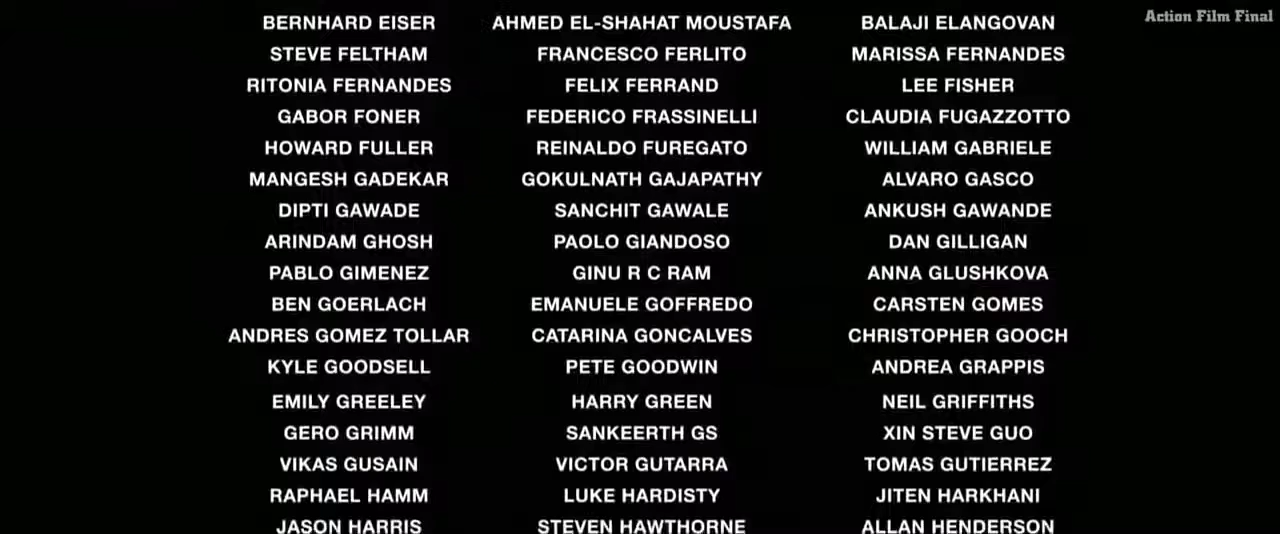 Action Film Final
BERNHARD EISER AHMED EL-SHAHAT MOUSTAFA BALAJI ELANGOVAN
STEVE FELTHAM FRANCESCO FERLITO MARISSA FERNANDES
RITONIA FERNANDES FELIX FERRAND LEE FISHER
GABOR FONER FEDERICO FRASSINELLI CLAUDIA FUGAZZOTTO
HOWARD FULLER REINALDO FUREGATO WILLIAM GABRIELE
MANGESH GADEKAR GOKULNATH GAJAPATHY ALVARO GASCO
DIPTI GAWADE SANCHIT GAWALE ANKUSH GAWANDE
ARINDAM GHOSH PAOLO GIANDOSO DAN GILLIGAN
PABLO GIMENEZ GINU R C RAM ANNA GLUSHKOVA
BEN GOERLACH EMANUELE GOFFREDO CARSTEN GOMES
ANDRES GOMEZ TOLLAR CATARINA GONCALVES CHRISTOPHER GOOCH
KYLE GOODSELL PETE GOODWIN ANDREA GRAPPIS
EMILY GREELEY HARRY GREEN NEIL GRIFFITHS
GERO GRIMM SANKEERTH GS XIN STEVE GUO
VIKAS GUSAIN VICTOR GUTARRA TOMAS GUTIERREZ
RAPHAEL HAMM LUKE HARDISTY JITEN HARKHANI
JASON HARRIS STEVEN HAWTHORNE ALLAN HENDERSON